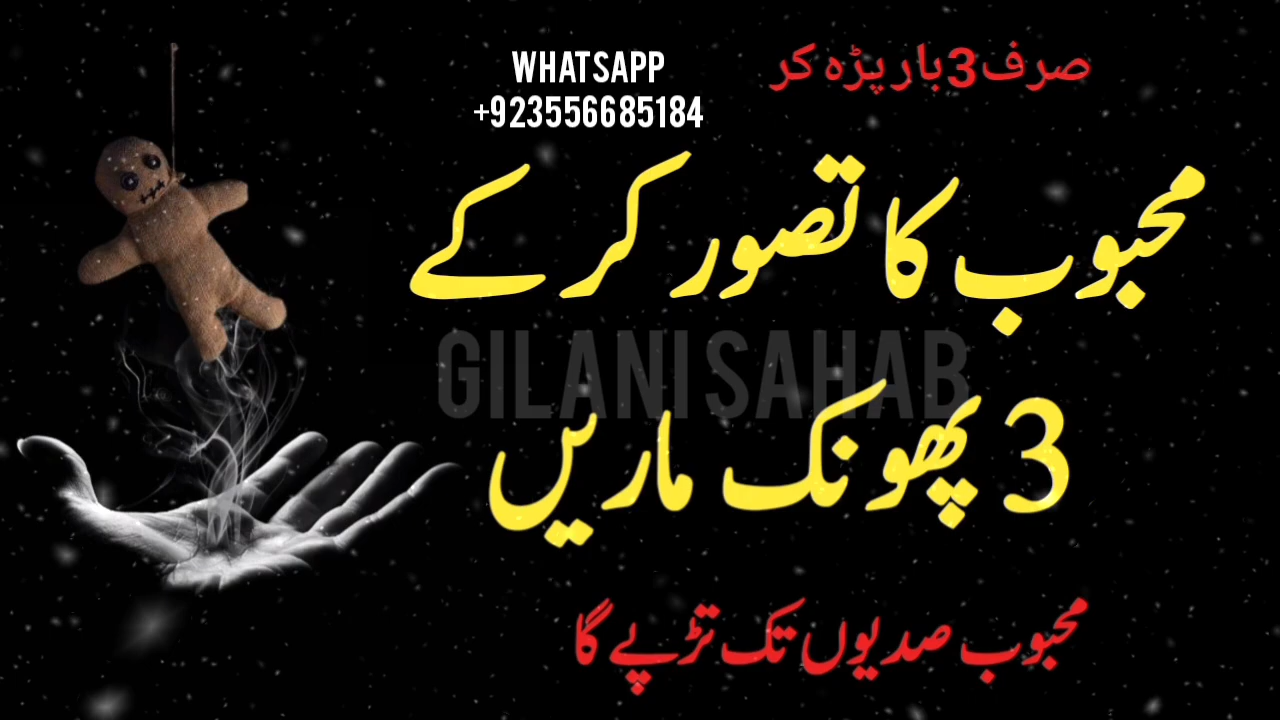 صرف 3 بار پڑھ کر
WHATSAPP
+923556685184
محبوب کا تصور کر کے
GILANI SAHAB
3 پھونک ماریں
محبوب صدیوں تک تڑپے گا